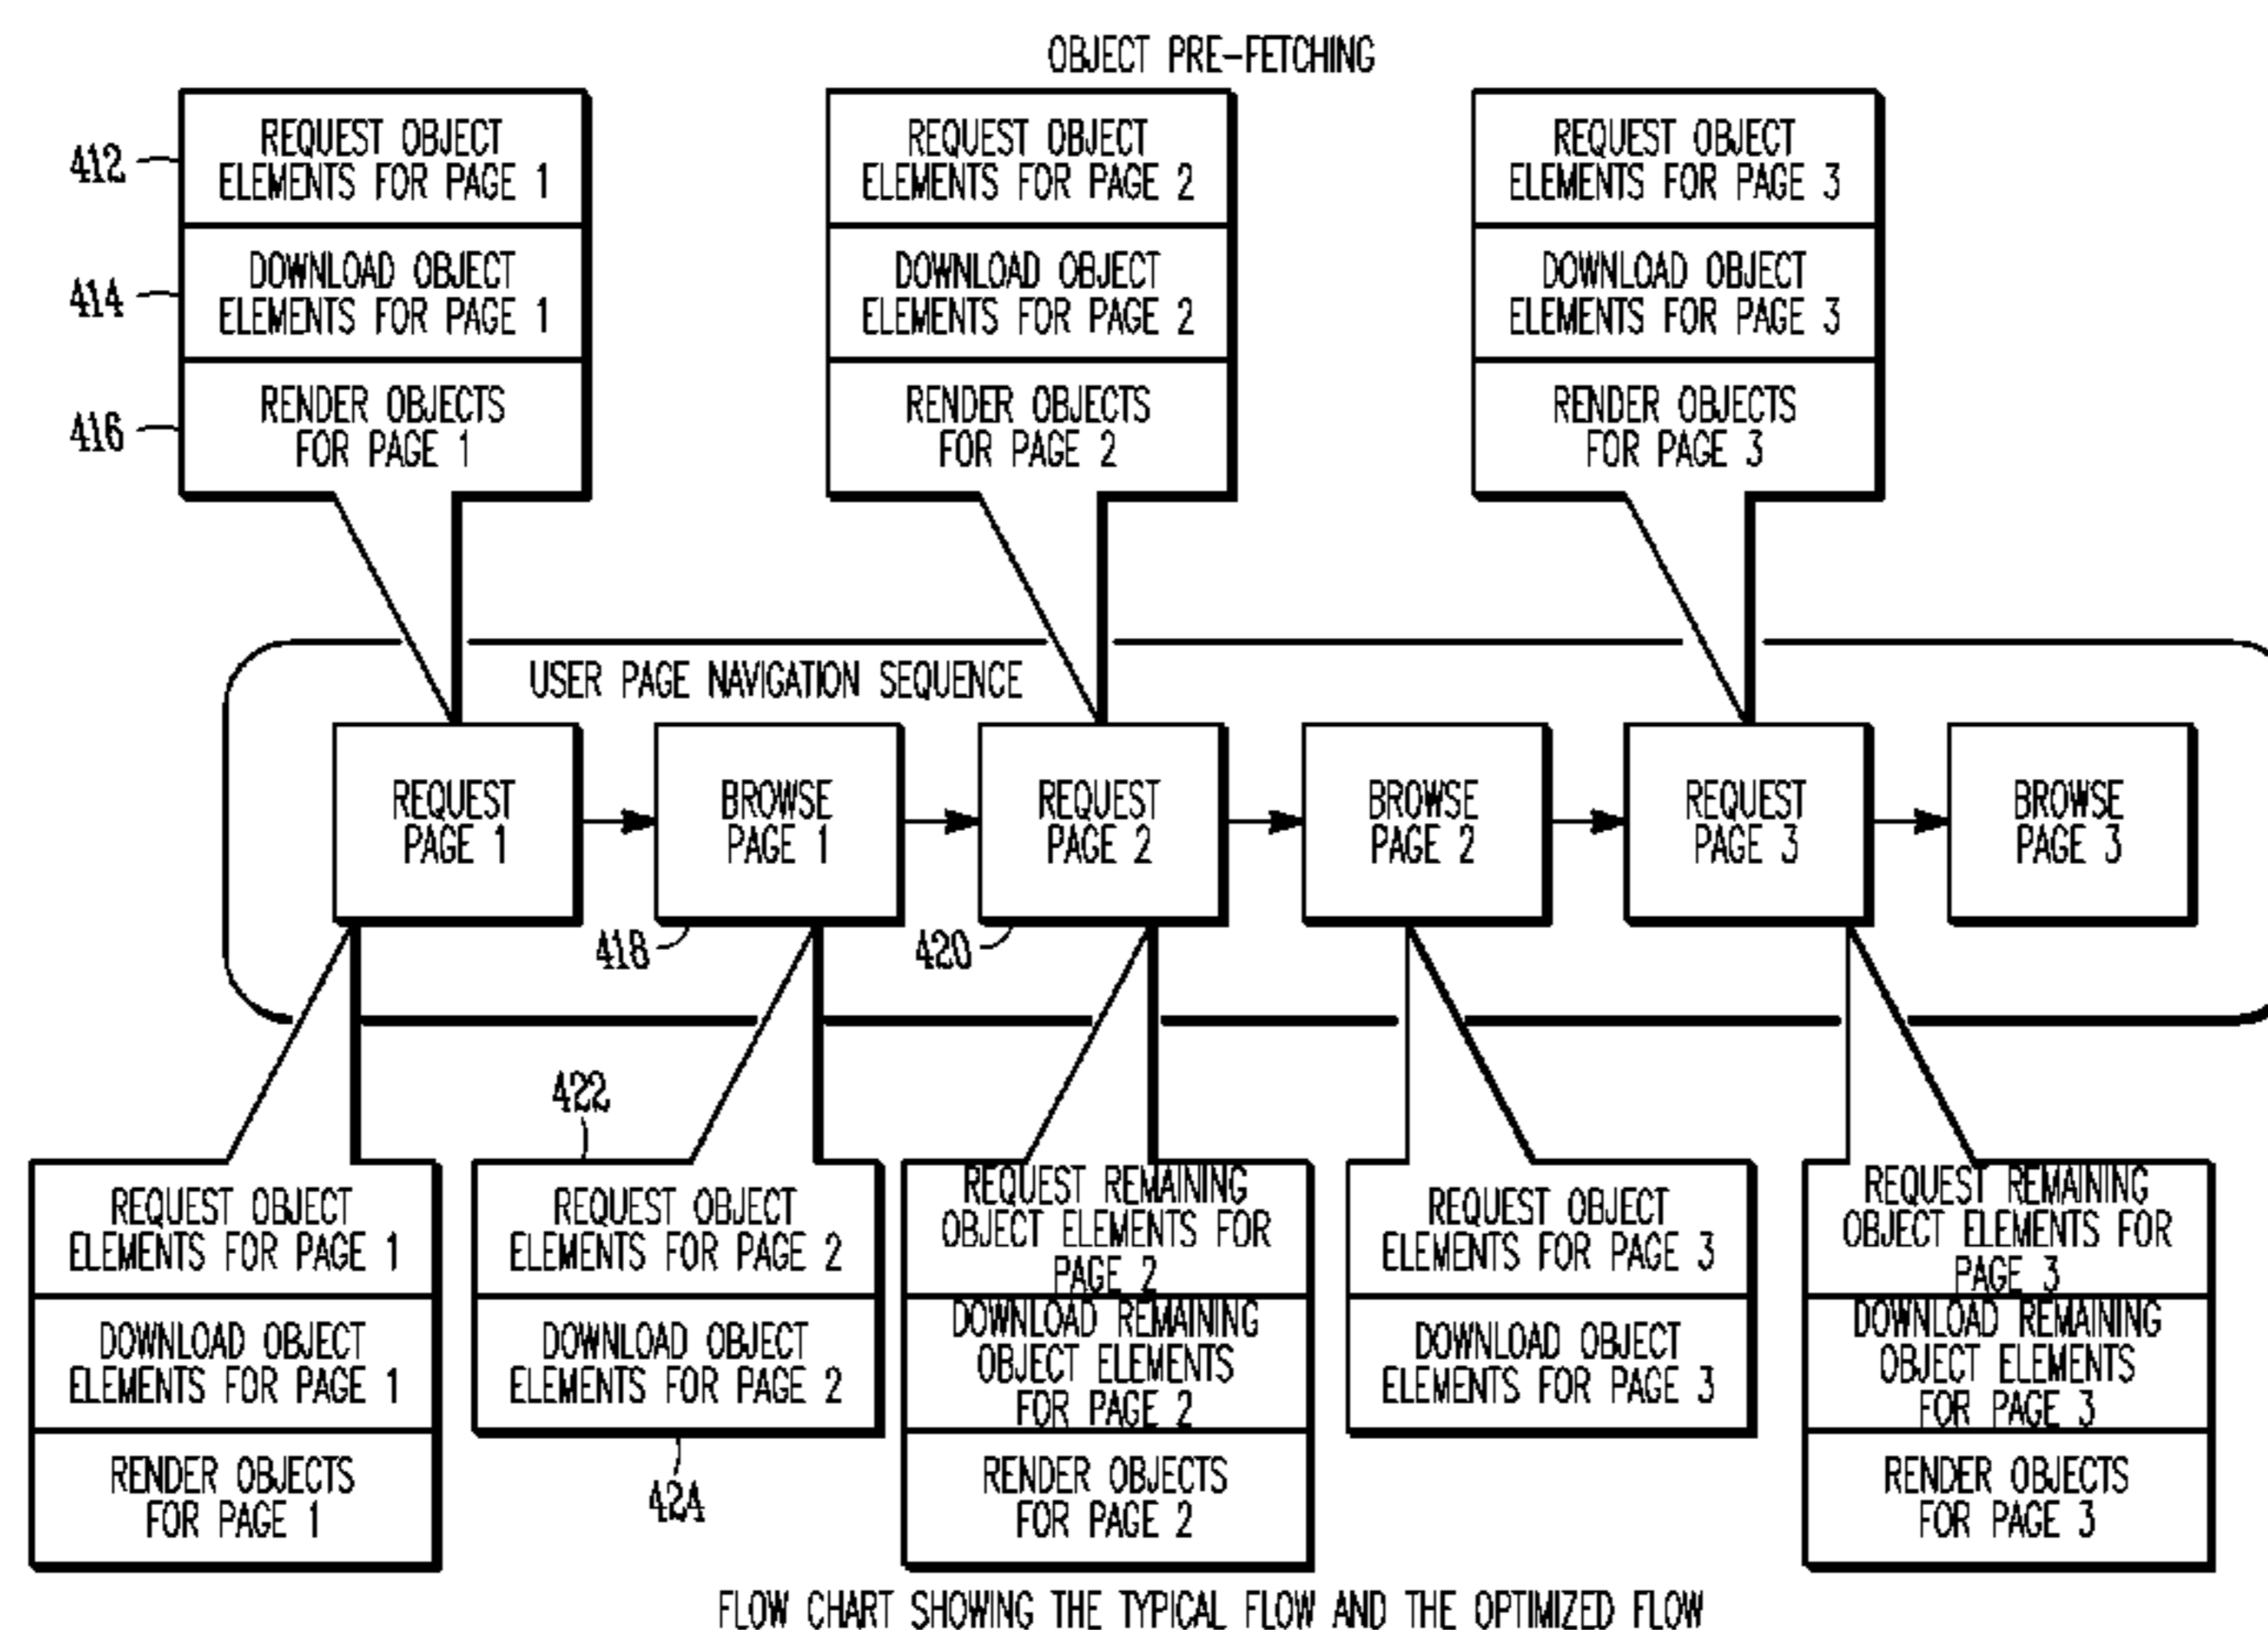 OBJECT PRE-FETCHING
412
REQUEST OBJECT
ELEMENTS FOR PAGE 1
414
DOWNLOAD OBJECT
ELEMENTS FOR PAGE 1
416
RENDER OBJECTS
FOR PAGE 1
REQUEST OBJECT
ELEMENTS FOR PAGE 2
DOWNLOAD OBJECT
ELEMENTS FOR PAGE 2
RENDER OBJECTS
FOR PAGE 2
REQUEST OBJECT
ELEMENTS FOR PAGE 3
DOWNLOAD OBJECT
ELEMENTS FOR PAGE 3
RENDER OBJECTS
FOR PAGE 3
USER PAGE NAVIGATION SEQUENCE
REQUEST
PAGE 1
BROWSE
PAGE 1
REQUEST
PAGE 2
BROWSE
PAGE 2
REQUEST
PAGE 3
BROWSE
PAGE 3
418
420
REQUEST OBJECT
ELEMENTS FOR PAGE 1
DOWNLOAD OBJECT
ELEMENTS FOR PAGE 1
RENDER OBJECTS
FOR PAGE 1
422
REQUEST OBJECT
ELEMENTS FOR PAGE 2
DOWNLOAD OBJECT
ELEMENTS FOR PAGE 2
424
REQUEST REMAINING
OBJECT ELEMENTS FOR
PAGE 2
DOWNLOAD REMAINING
OBJECT ELEMENTS
FOR PAGE 2
RENDER OBJECTS
FOR PAGE 2
REQUEST OBJECT
ELEMENTS FOR PAGE 3
DOWNLOAD OBJECT
ELEMENTS FOR PAGE 3
REQUEST REMAINING
OBJECT ELEMENTS FOR
PAGE 3
DOWNLOAD REMAINING
OBJECT ELEMENTS
FOR PAGE 3
RENDER OBJECTS
FOR PAGE 3
FLOW CHART SHOWING THE TYPICAL FLOW AND THE OPTIMIZED FLOW